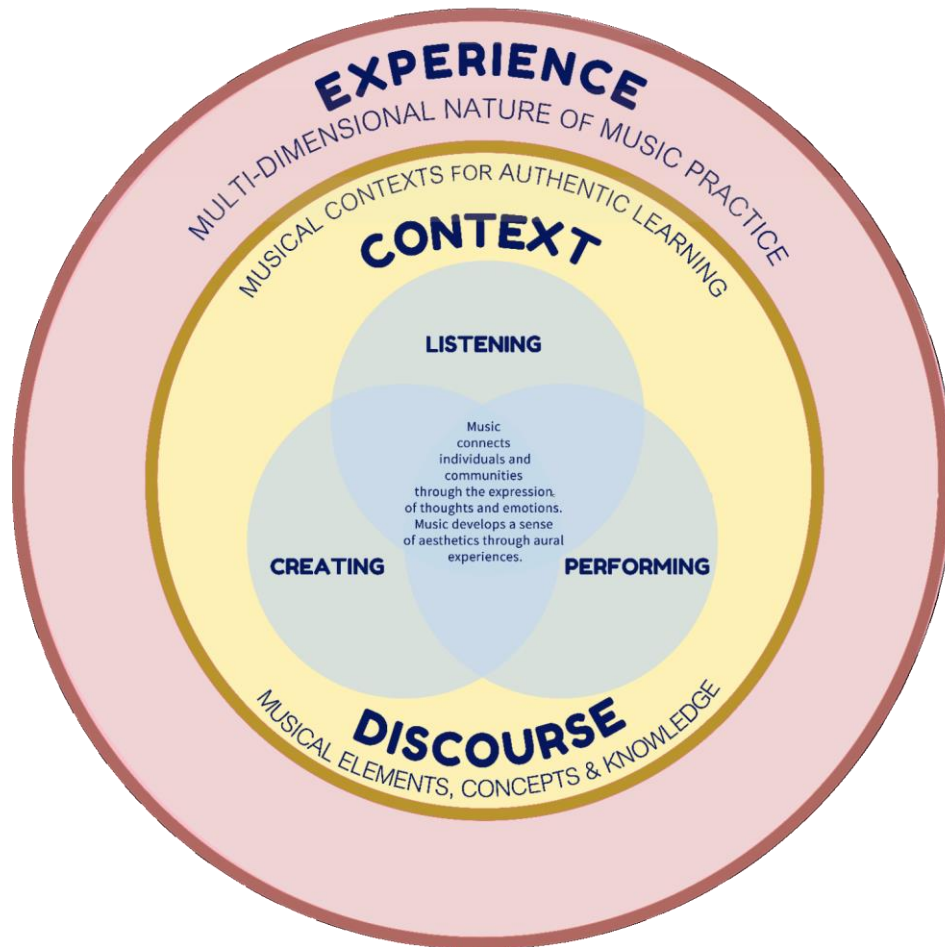 EXPERIENCE
MULTI-DIMENSIONAL NATURE OF MUSIC PRACTICE
MUSICAL CONTEXTS FOR AUTHENTIC LEARNING
CONTEXT
LISTENING
Music
connects
individuals and
communities
through the expression
of thoughts and emotions.
Music develops a sense
of aesthetics through aural
experiences.
CREATING
PERFORMING
DISCOURSE
MUSICAL ELEMENTS, CONCEPTS & KNOWLEDGE